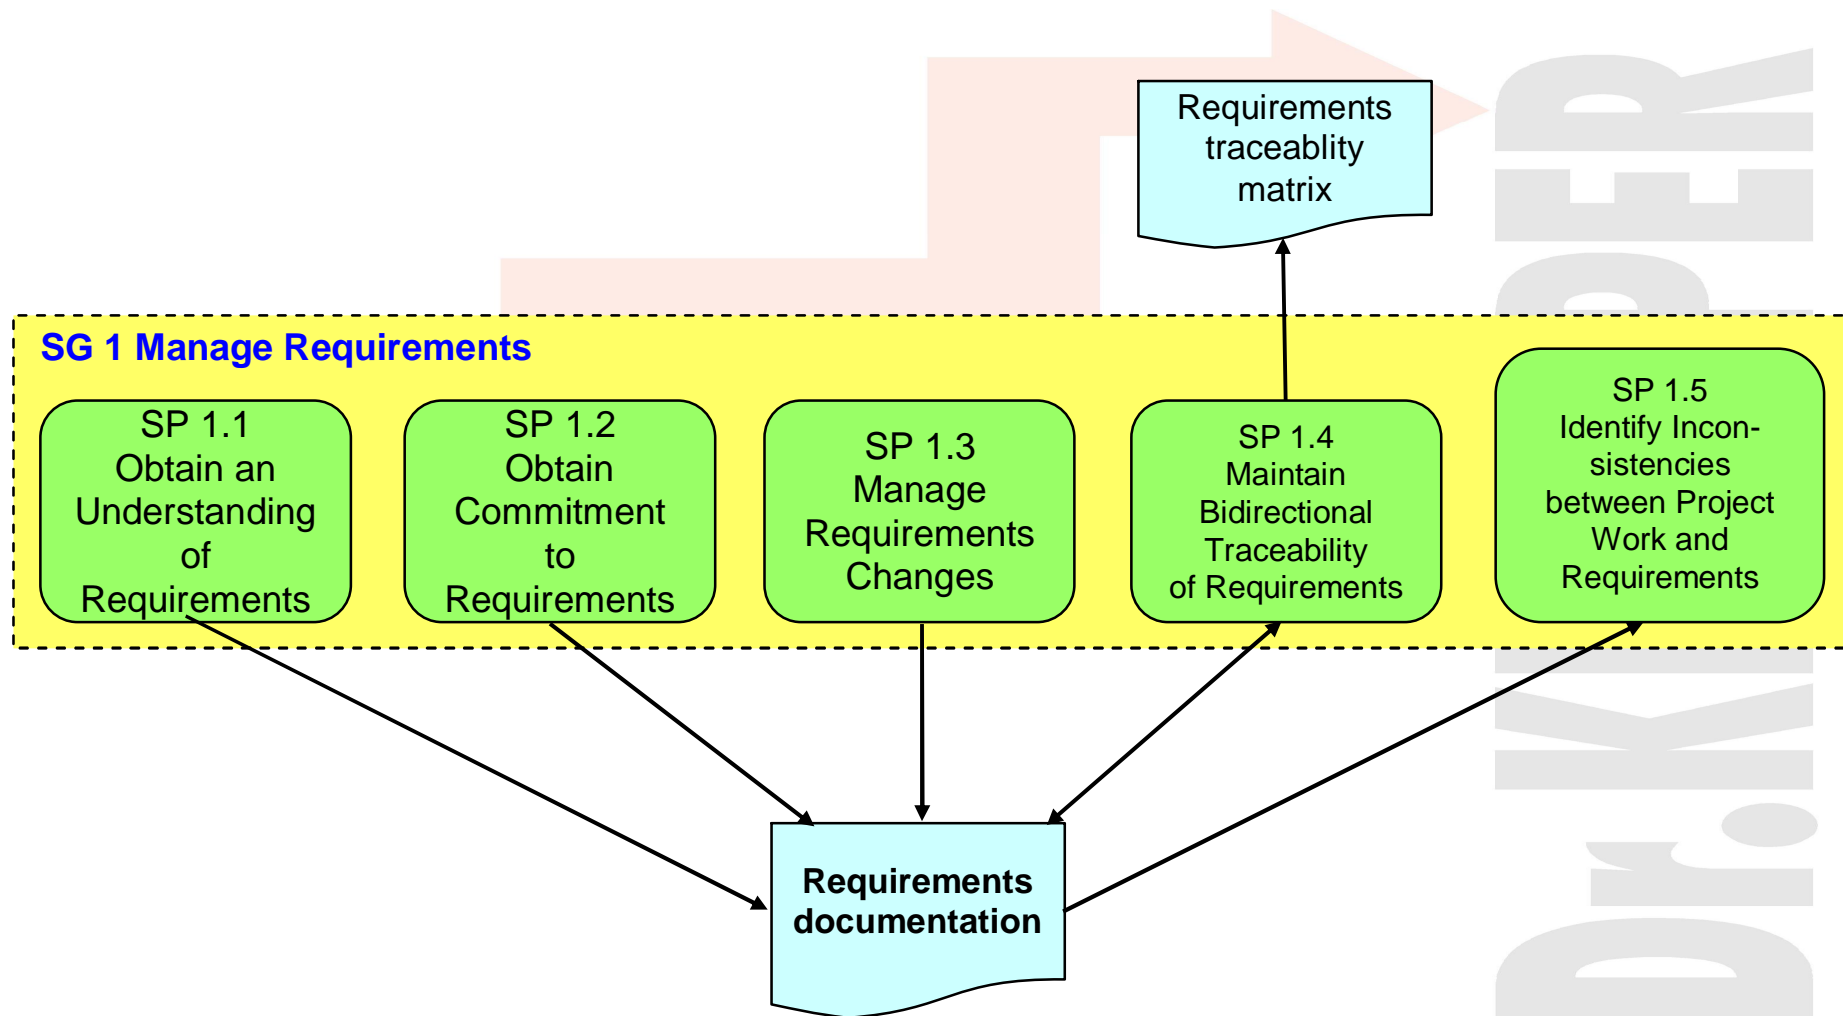 Requirements
traceablity
matrix
SG 1 Manage Requirements
SP 1.1
Obtain an
Understanding
of
Requirements
SP 1.2
Obtain
Commitment
to
Requirements
SP 1.3
Manage
Requirements
Changes
SP 1.4
Maintain
Bidirectional
Traceability
of Requirements
SP 1.5
Identify Incon-
sistencies
between Project
Work and
Requirements
Requirements
documentation
Dr.K
PER